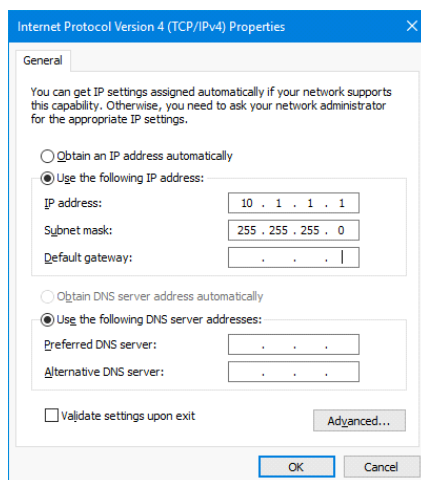 Internet Protocol Version 4 (TCP/IPv4) Properties
General
You can get IP settings assigned automatically if your network supports
this capability. Otherwise, you need to ask your network administrator
for the appropriate IP settings.
Obtain an IP address automatically
Use the following IP address:
IP address: 10 . 1 . 1 . 1
Subnet mask: 255 . 255 . 255 . 0
Default gateway: . . .
Obtain DNS server address automatically
Use the following DNS server addresses:
Preferred DNS server: . . .
Alternative DNS server: . . .
Validate settings upon exit
Advanced...
OK Cancel